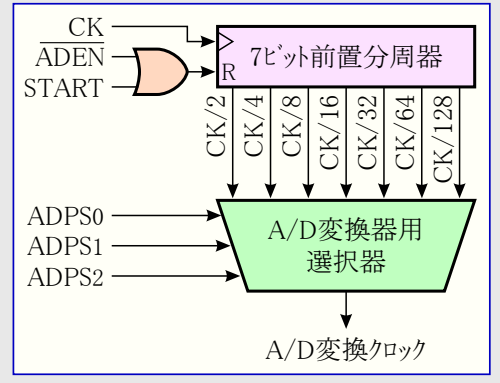 CK
ADEN
START
R
7ビット前置分周器
CK/2
CK/4
CK/8
CK/16
CK/32
CK/64
CK/128
ADPS0
ADPS1
ADPS2
A/D変換器用
選択器
A/D変換クロック